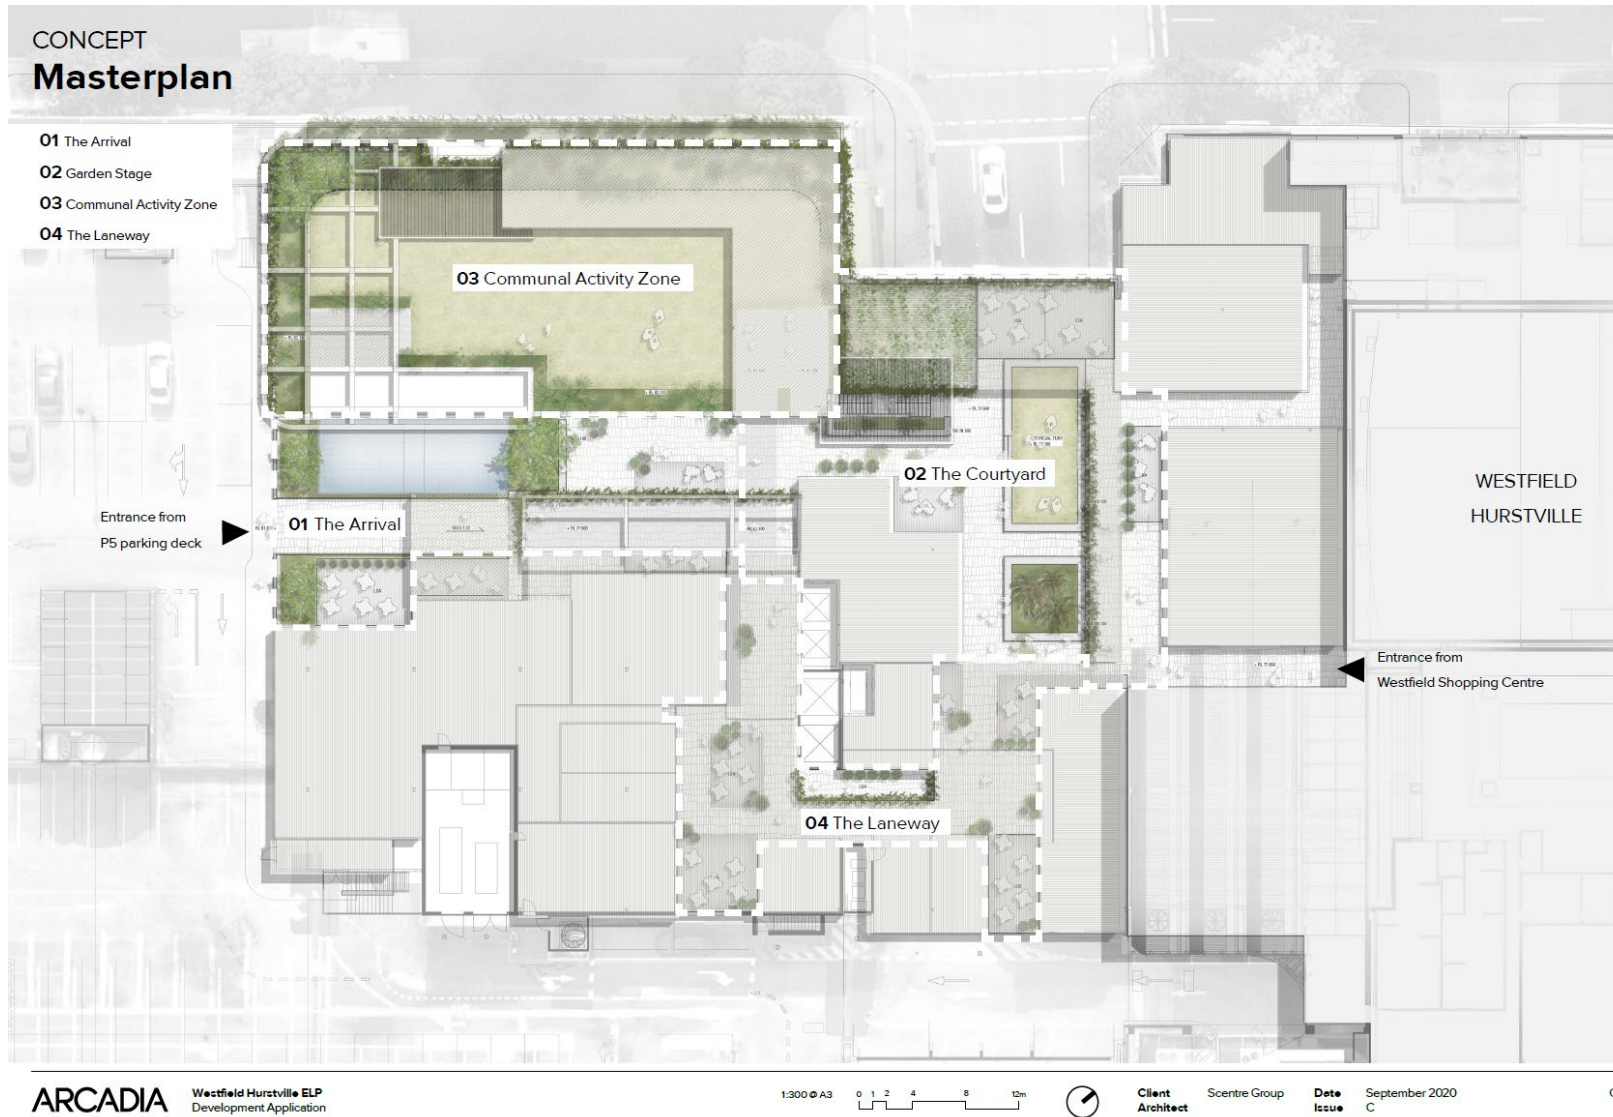 CONCEPT
Masterplan
01 The Arrival
02 Garden Stage
03 Communal Activity Zone
04 The Laneway
03 Communal Activity Zone
02 The Courtyard
WESTFIELD
HURSTVILLE
Entrance from
P5 parking deck
01 The Arrival
Entrance from
Westfield Shopping Centre
04 The Laneway
ARCADIA
Westfield Hurstville ELP
Development Application
1:300 @ A3
0 1 2 4 8 12m
Client Scentre Group
Architect
Date September 2020
Issue C